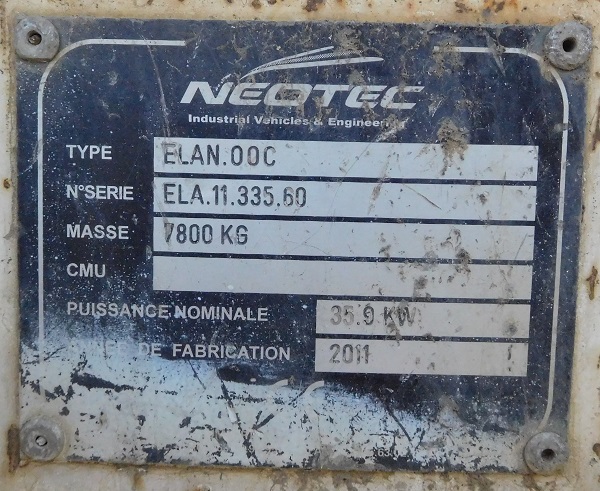 NEOTEC
Industrial Vehicles & Engineering
TYPE ELAN.00C
N°SERIE ELA.11.335.60
MASSE 7800 KG
CMU
PUISSANCE NOMINALE 35.9 KW
DE FABRICATION 2011